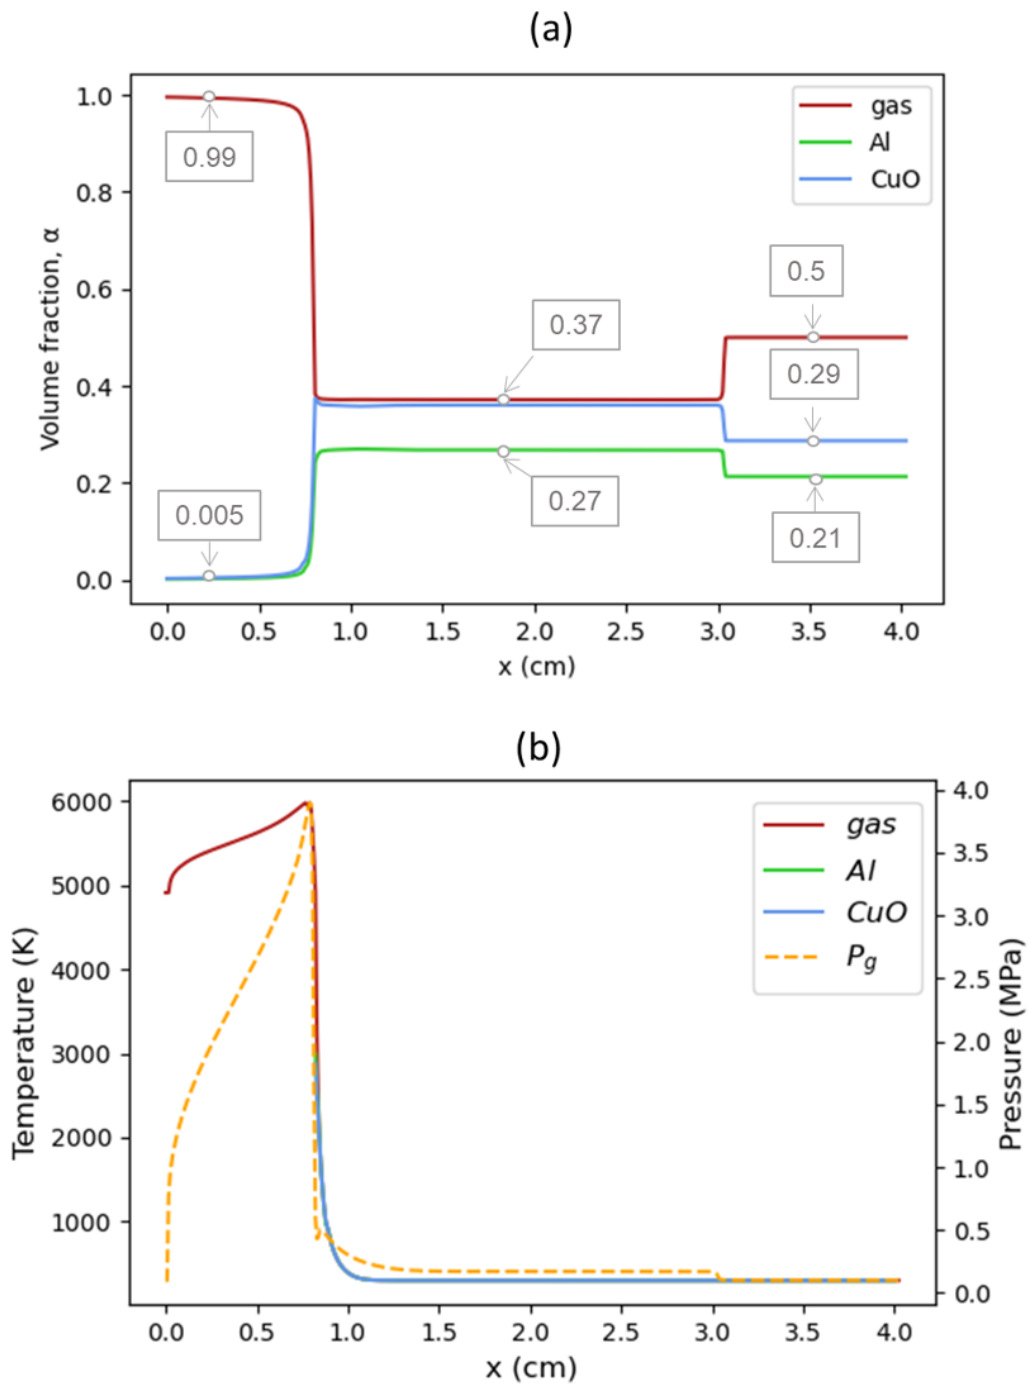 (a)
1.0
0.8
0.6
0.4
0.2
0.0
Volume fraction, α
0.99
0.005
0.37
0.27
0.5
0.29
0.21
gas
Al
CuO
0.0 0.5 1.0 1.5 2.0 2.5 3.0 3.5 4.0
x (cm)
(b)
6000
5000
4000
3000
2000
1000
Temperature (K)
gas
Al
CuO
Pg
4.0
3.5
3.0
2.5
2.0
1.5
1.0
0.5
0.0
Pressure (MPa)
0.0 0.5 1.0 1.5 2.0 2.5 3.0 3.5 4.0
x (cm)